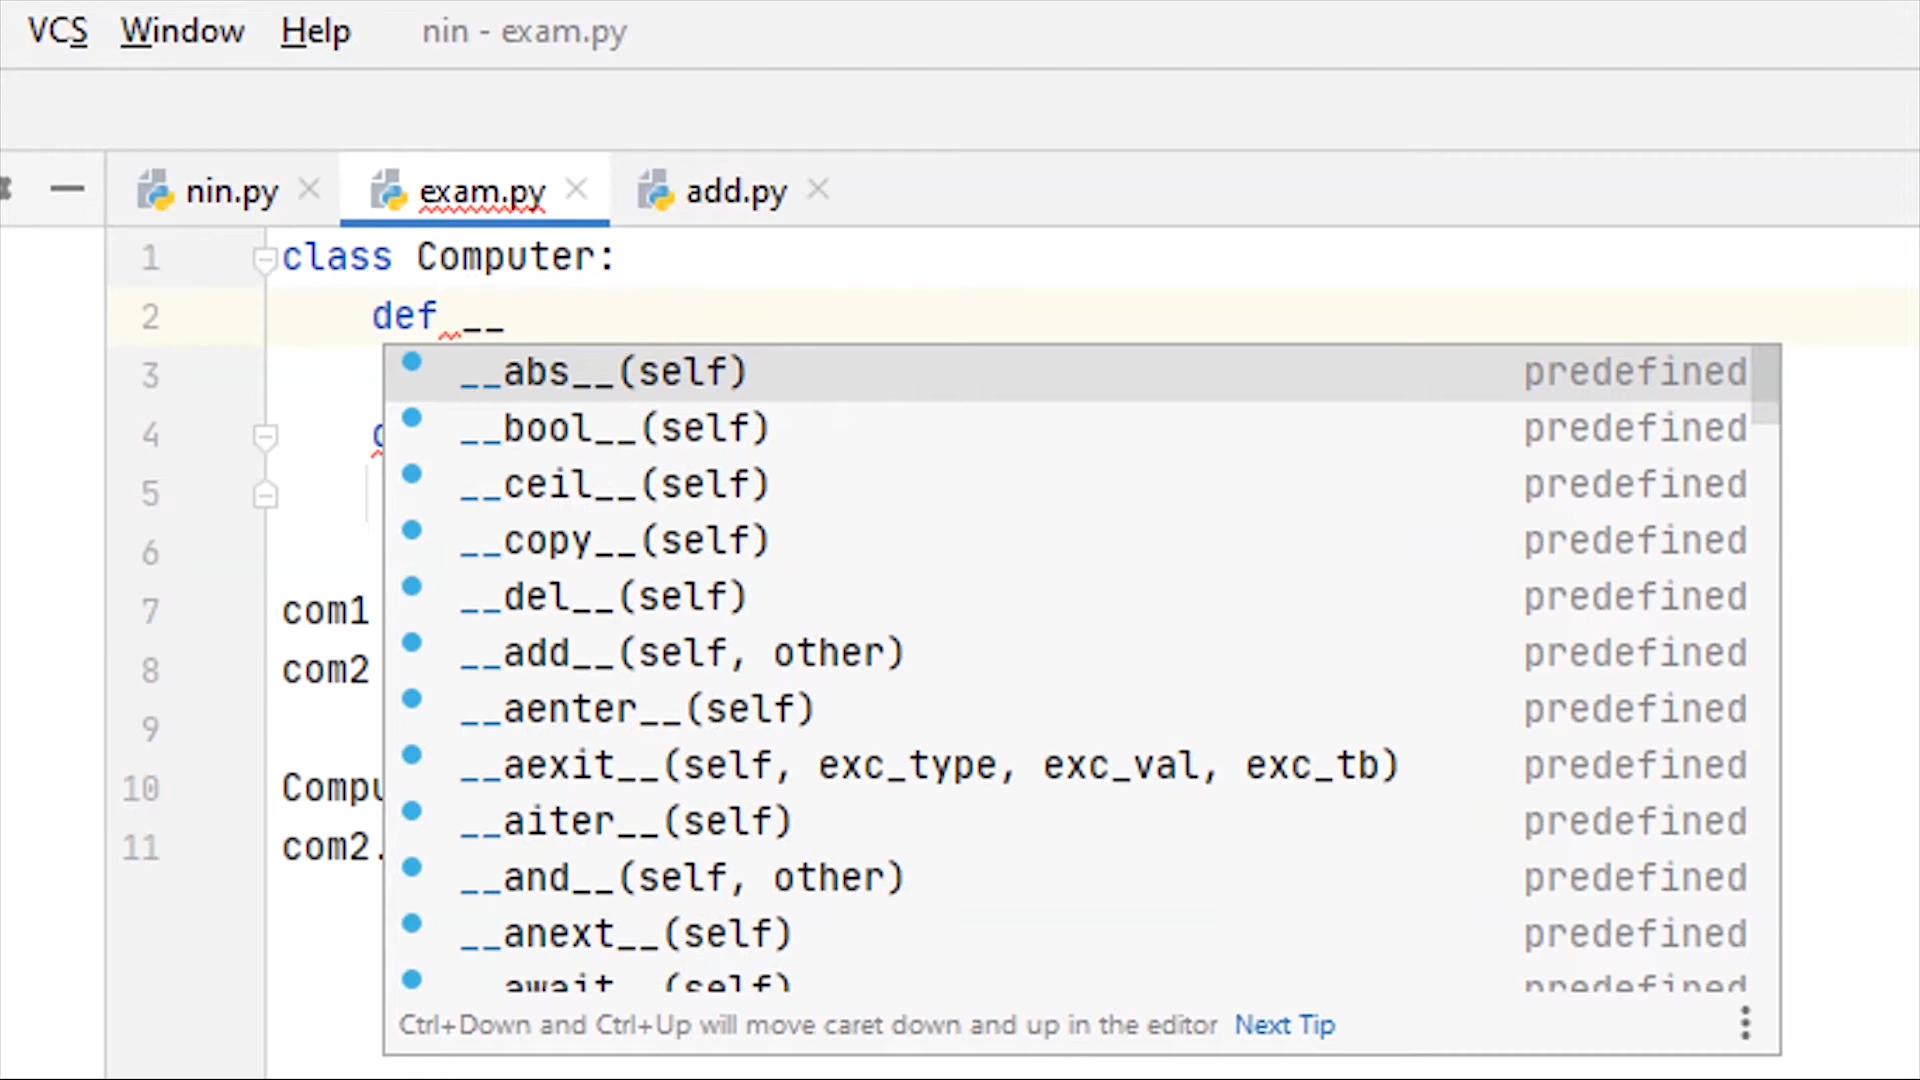 VCS Window Help nin - exam.py
nin.py exam.py add.py
1 class Computer:
2 def __
3
4
5
6
7 com1
8 com2
9
10 Compu
11 com2.
__abs__(self) predefined
__bool__(self) predefined
__ceil__(self) predefined
__copy__(self) predefined
__del__(self) predefined
__add__(self, other) predefined
__aenter__(self) predefined
__aexit__(self, exc_type, exc_val, exc_tb) predefined
__aiter__(self) predefined
__and__(self, other) predefined
__anext__(self) predefined
__await__(self) predefined
Ctrl+Down and Ctrl+Up will move caret down and up in the editor Next Tip